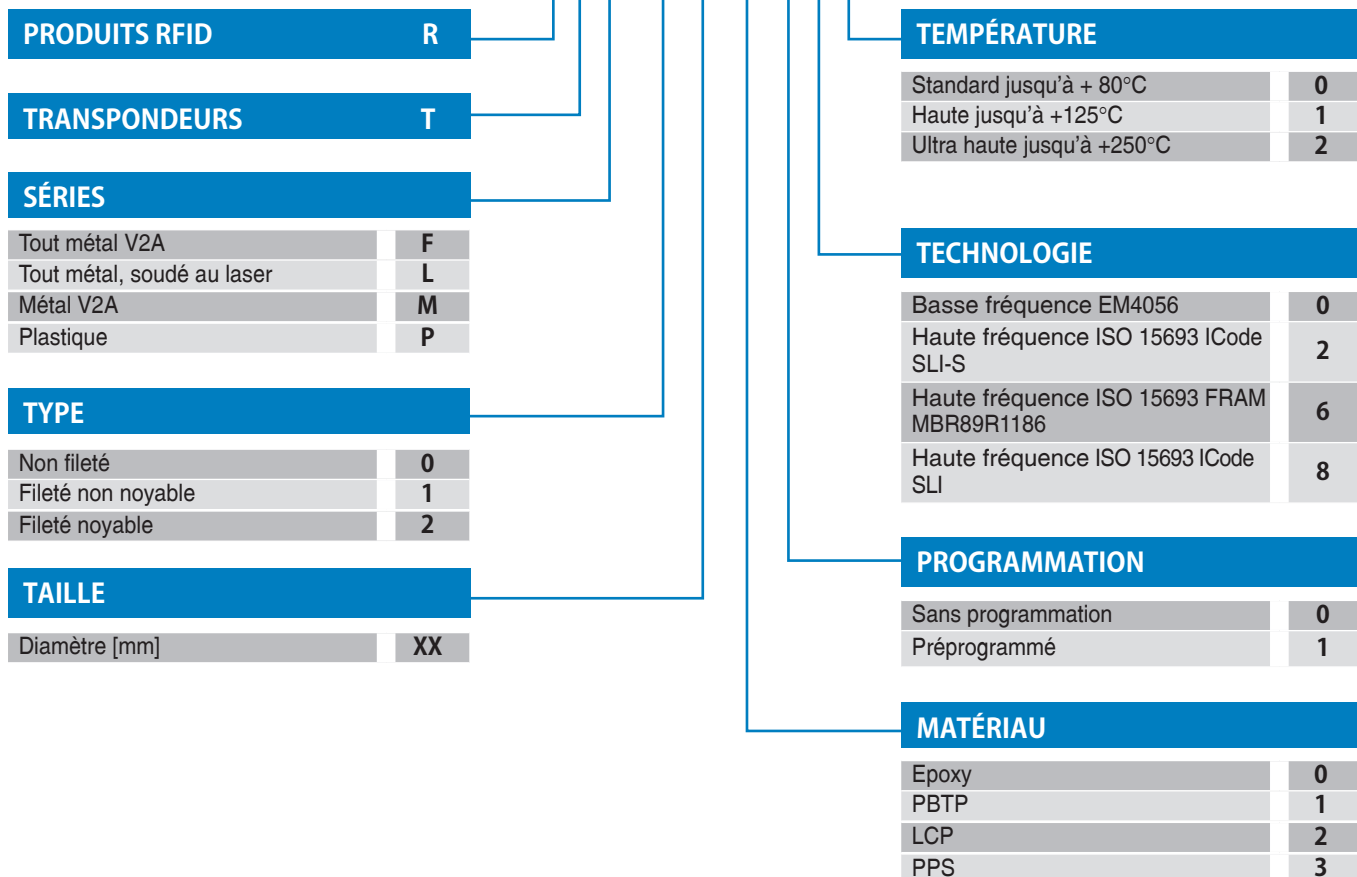 PRODUITS RFID R
TRANSPONDEURS T
SÉRIES
Tout métal V2A F
Tout métal, soudé au laser L
Métal V2A M
Plastique P
TYPE
Non fileté 0
Fileté non noyable 1
Fileté noyable 2
TAILLE
Diamètre [mm] XX
TEMPÉRATURE
Standard jusqu'à + 80°C 0
Haute jusqu'à +125°C 1
Ultra haute jusqu'à +250°C 2
TECHNOLOGIE
Basse fréquence EM4056 0
Haute fréquence ISO 15693 ICode
SLI-S 2
Haute fréquence ISO 15693 FRAM
MBR89R1186 6
Haute fréquence ISO 15693 ICode
SLI 8
PROGRAMMATION
Sans programmation 0
Préprogrammé 1
MATÉRIAU
Epoxy 0
PBTP 1
LCP 2
PPS 3